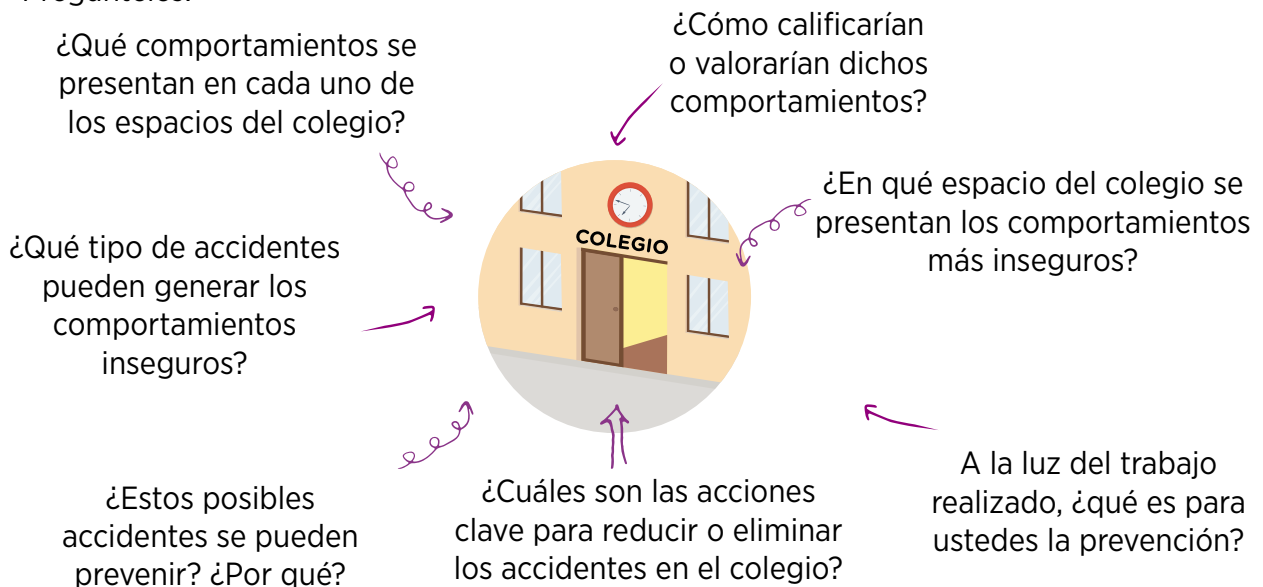 Pregúnteles:
¿Qué comportamientos se
presentan en cada uno de
los espacios del colegio?
¿Cómo calificarían
o valorarían dichos
comportamientos?
¿En qué espacio del colegio se
presentan los comportamientos
más inseguros?
¿Qué tipo de accidentes
pueden generar los
comportamientos
inseguros?
COLEGIO
¿Estos posibles
accidentes se pueden
prevenir? ¿Por qué?
¿Cuáles son las acciones
clave para reducir o eliminar
los accidentes en el colegio?
A la luz del trabajo
realizado, ¿qué es para
ustedes la prevención?